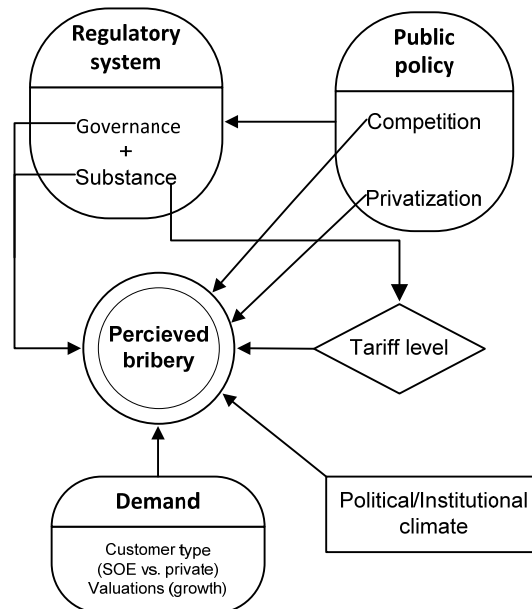 Regulatory
system
Governance
+
Substance
Public
policy
Competition
Privatization
Percieved
bribery
Tariff level
Demand
Customer type
(SOE vs. private)
Valuations (growth)
Political/Institutional
climate